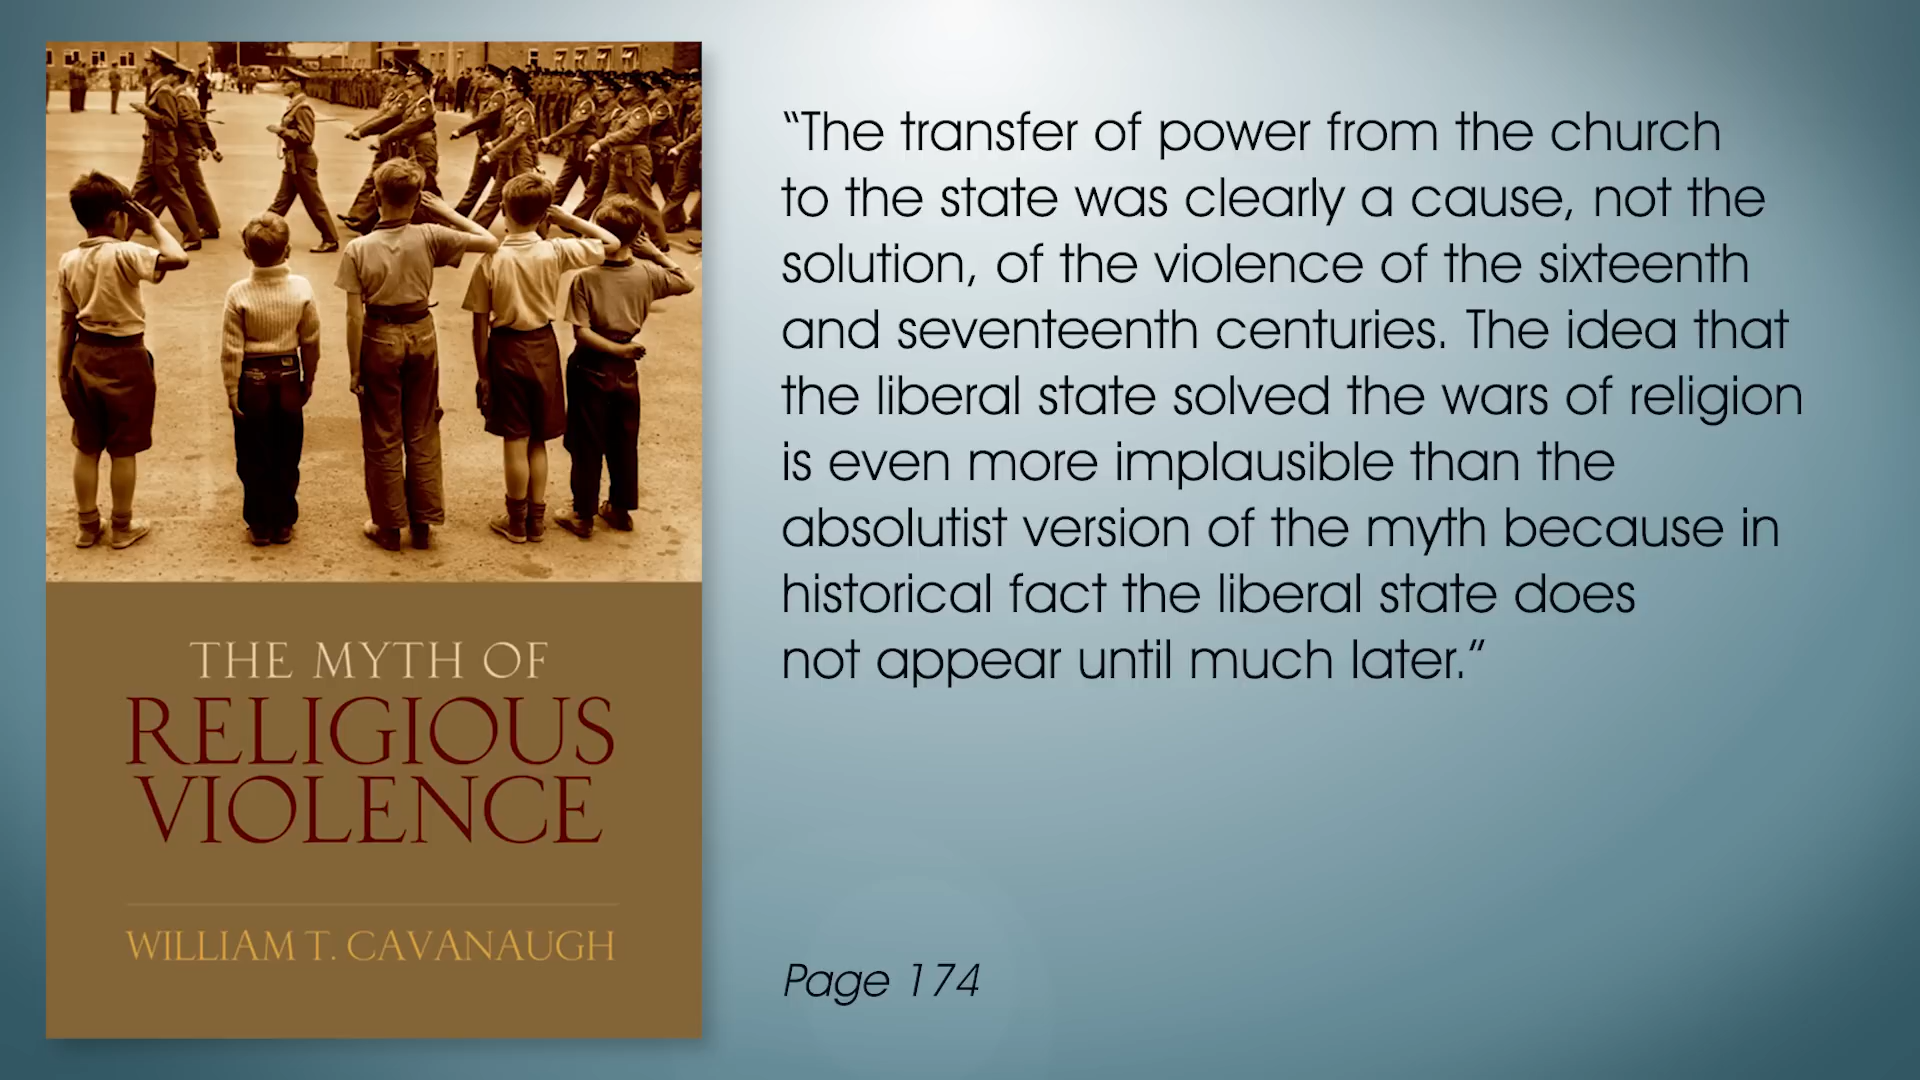 THE MYTH OF
RELIGIOUS
VIOLENCE
WILLIAM T. CAVANAUGH
“The transfer of power from the church
to the state was clearly a cause, not the
solution, of the violence of the sixteenth
and seventeenth centuries. The idea that
the liberal state solved the wars of religion
is even more implausible than the
absolutist version of the myth because in
historical fact the liberal state does
not appear until much later.”
Page 174